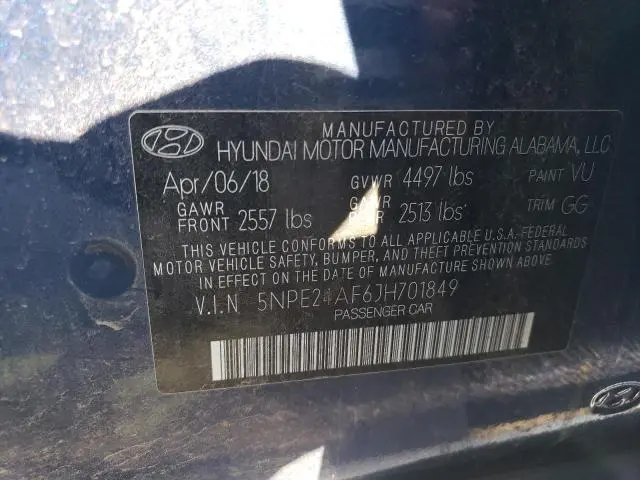 MANUFACTURED BY
HYUNDAI MOTOR MANUFACTURING ALABAMA, LLC
Apr/06/18 GVWR 4497 lbs PAINT VU
GAWR FRONT 2557 lbs GAWR REAR 2513 lbs TRIM GG
THIS VEHICLE CONFORMS TO ALL APPLICABLE U.S.A. FEDERAL
MOTOR VEHICLE SAFETY, BUMPER, AND THEFT PREVENTION STANDARDS
IN EFFECT ON THE DATE OF MANUFACTURE SHOWN ABOVE.
V.I.N 5NPE24AF6JH701849
PASSENGER CAR